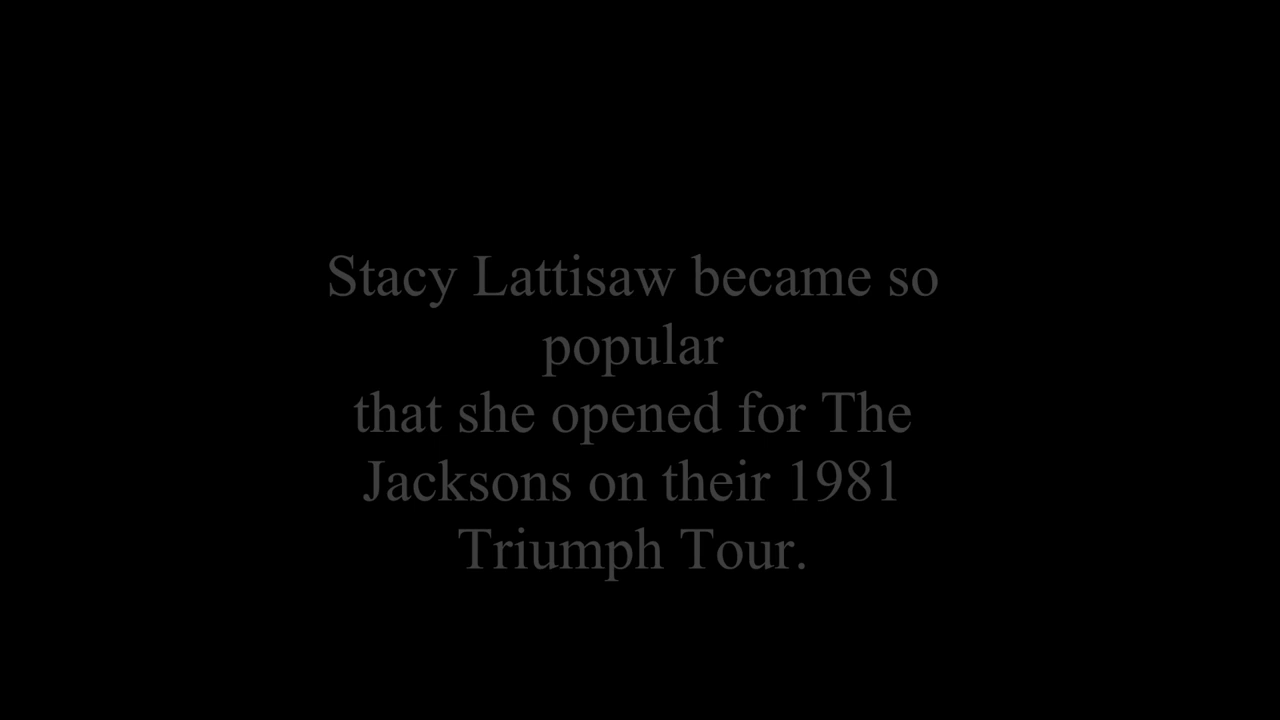 Stacy Lattisaw became so
popular
that she opened for The
Jacksons on their 1981
Triumph Tour.